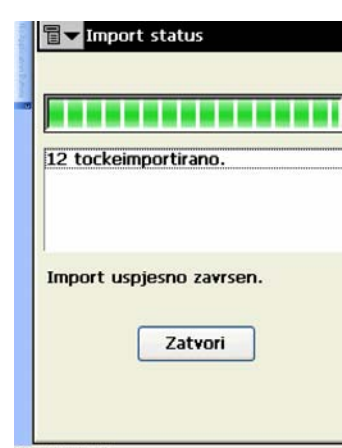 Import status
12 tockeimportirano.
Import uspjesno zavrsen.
Zatvori